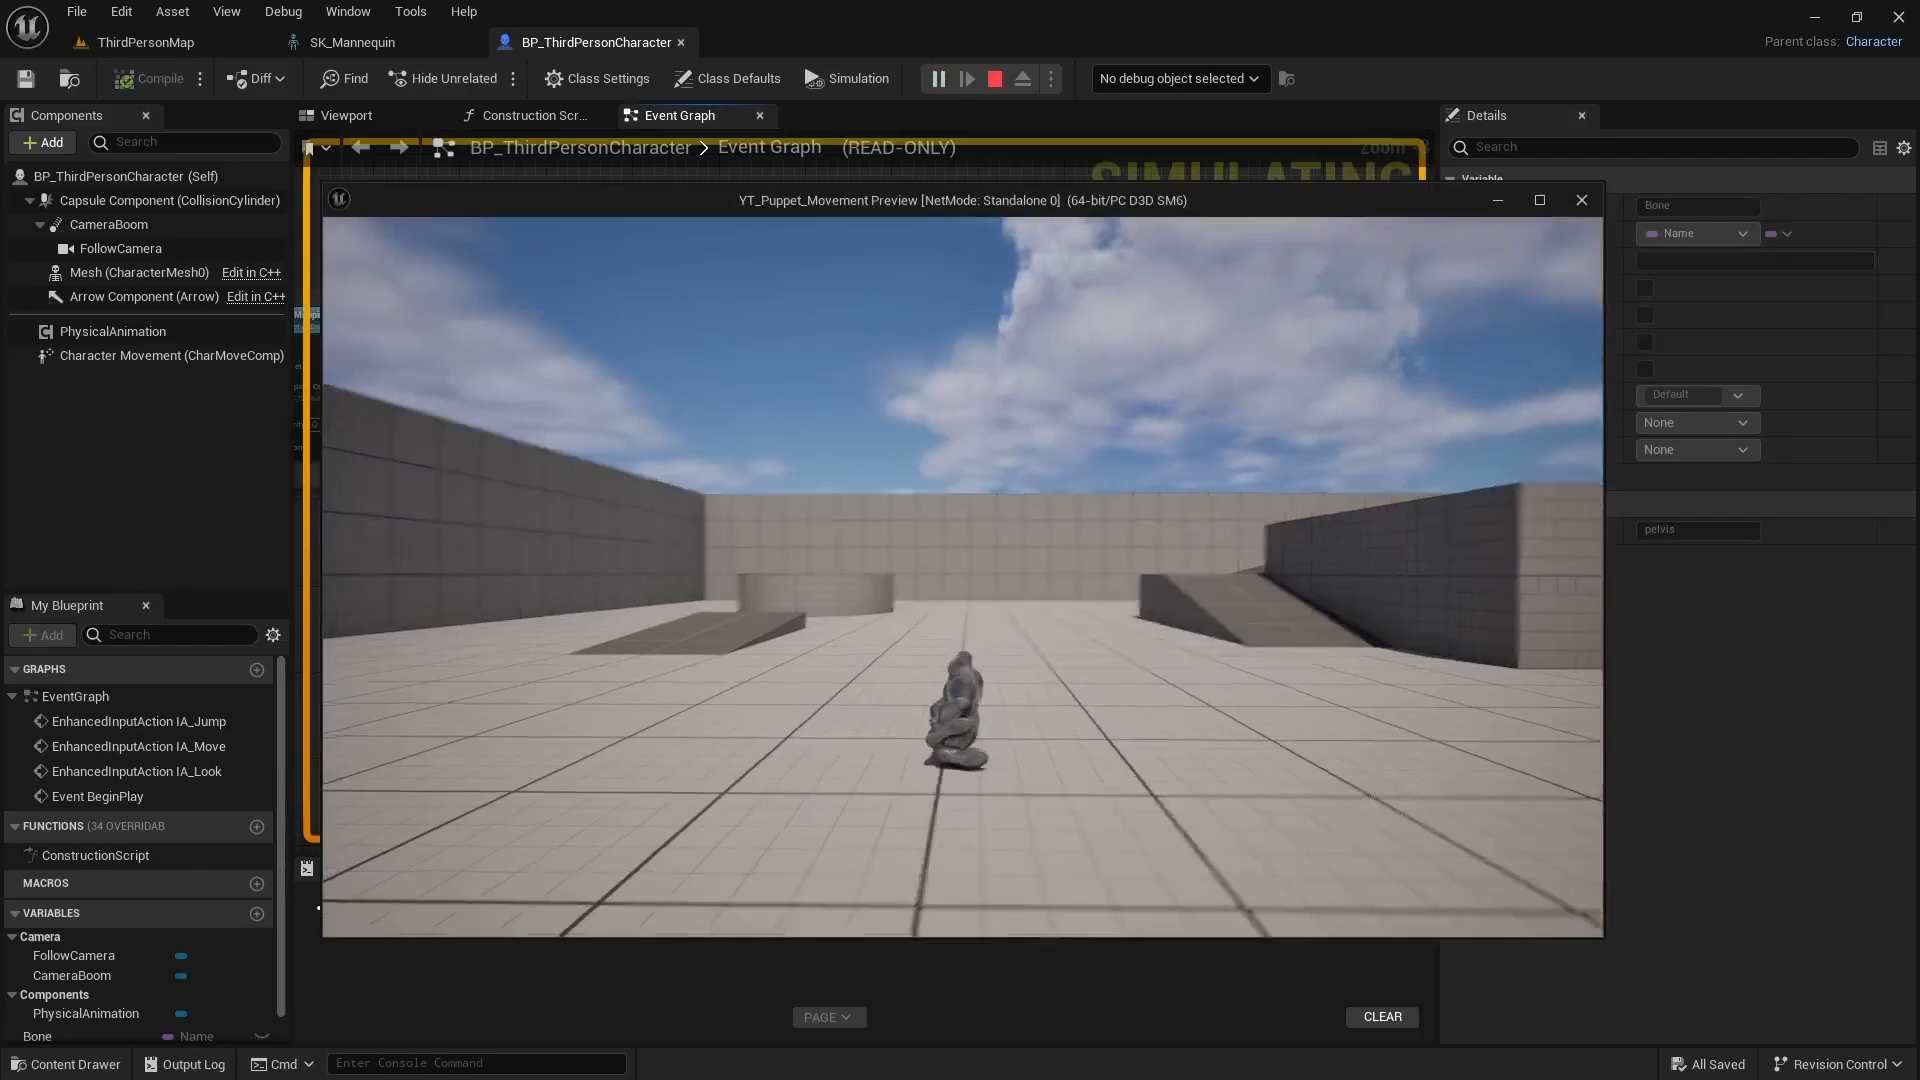 File Edit Asset View Debug Window Tools Help
ThirdPersonMap SK_Mannequin BP_ThirdPersonCharacter
Parent class: Character
Compile Diff Find Hide Unrelated Class Settings Class Defaults Simulation No debug object selected
Components Viewport Construction Scr... Event Graph Details
Add Search
BP_ThirdPersonCharacter > Event Graph (READ-ONLY) Zoom
Search
SIMULATING
Variable
BP_ThirdPersonCharacter (Self)
Capsule Component (CollisionCylinder)
CameraBoom
FollowCamera
Mesh (CharacterMesh0) Edit in C++
Arrow Component (Arrow) Edit in C++
PhysicalAnimation
Character Movement (CharMoveComp)
YT_Puppet_Movement Preview [NetMode: Standalone 0] (64-bit/PC D3D SM6)
Bone
Name
Default
None
None
pelvis
My Blueprint
Add Search
GRAPHS
EventGraph
EnhancedInputAction IA_Jump
EnhancedInputAction IA_Move
EnhancedInputAction IA_Look
Event BeginPlay
FUNCTIONS (34 OVERRIDAB
ConstructionScript
MACROS
VARIABLES
Camera
FollowCamera
CameraBoom
Components
PhysicalAnimation
Bone Name
PAGE CLEAR
Content Drawer Output Log Cmd Enter Console Command All Saved Revision Control